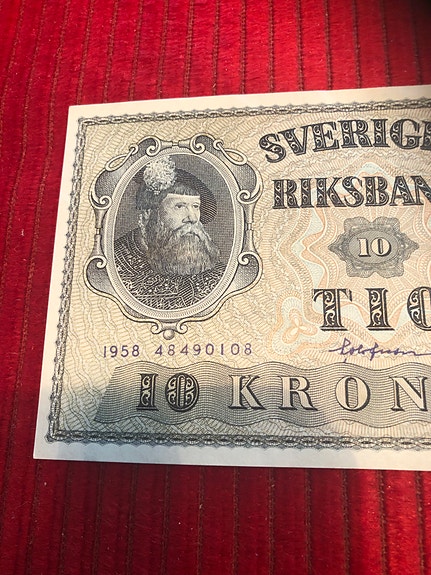 SVERIGE
RIKSBAN
10
TIO
1958 48490108
10 KRON